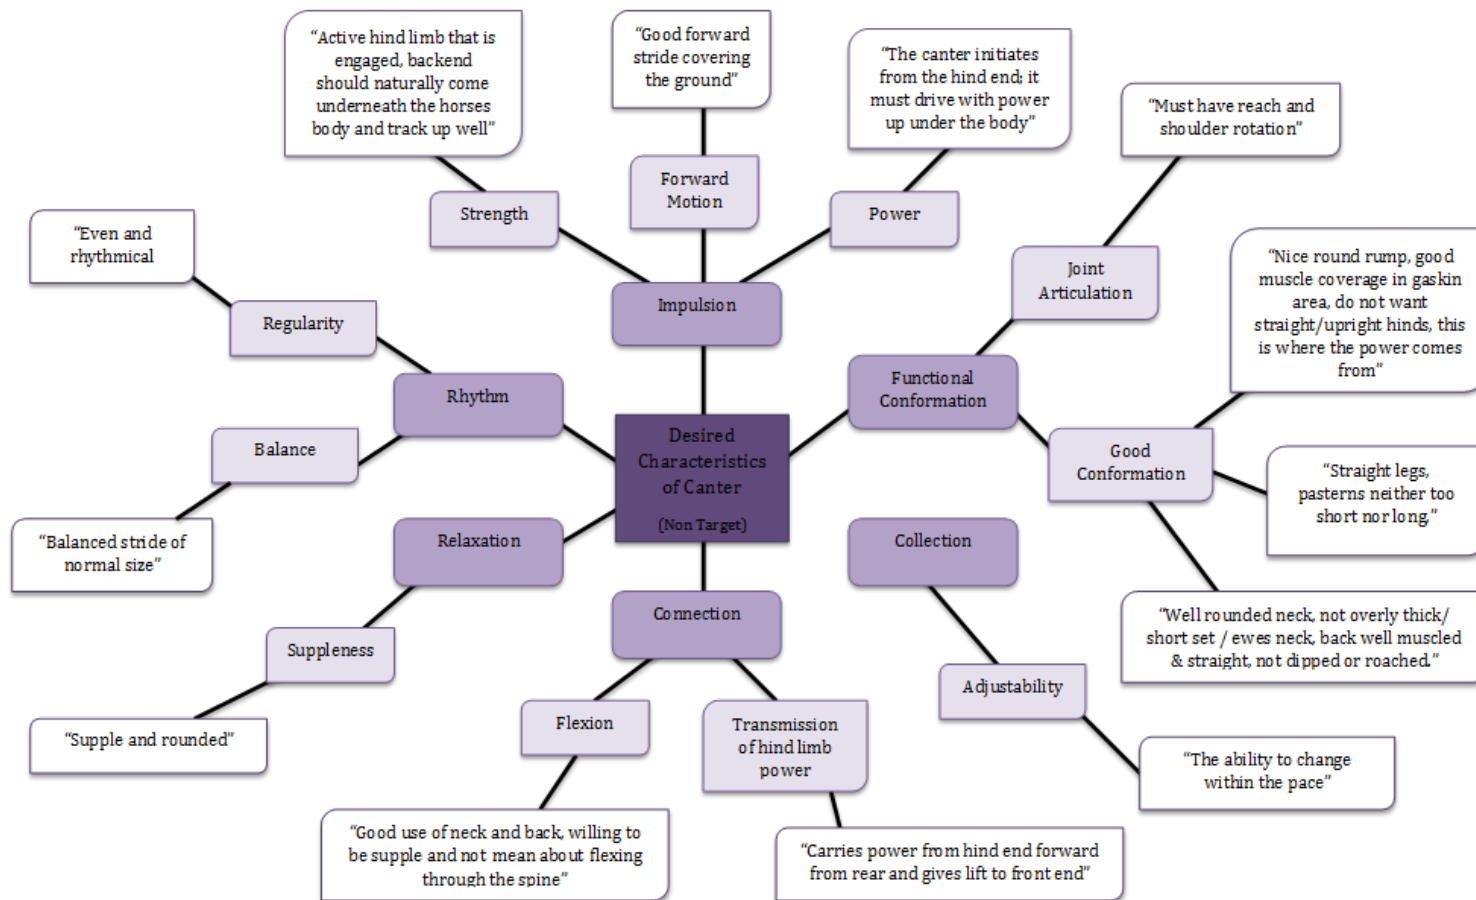 “Active hind limb that is
engaged, backend
should naturally come
underneath the horses
body and track up well”
“Good forward
stride covering
the ground”
“The canter initiates
from the hind end; it
must drive with power
up under the body”
“Must have reach and
shoulder rotation”
Strength
Forward
Motion
Power
“Even and
rhythmical
Regularity
Impulsion
Joint
Articulation
“Nice round rump, good
muscle coverage in gaskin
area, do not want
straight/upright hinds, this
is where the power comes
from”
Rhythm
Functional
Conformation
Balance
Desired
Characteristics
of Canter
(Non Target)
Good
Conformation
“Straight legs,
pasterns neither too
short nor long,”
“Balanced stride of
normal size”
Relaxation
Collection
Connection
“Well rounded neck, not overly thick/
short set / ewes neck, back well muscled
& straight, not dipped or roached.”
Suppleness
Adjustability
“Supple and rounded”
Flexion
Transmission
of hind limb
power
“The ability to change
within the pace”
“Good use of neck and back, willing to
be supple and not mean about flexing
through the spine”
“Carries power from hind end forward
from rear and gives lift to front end”